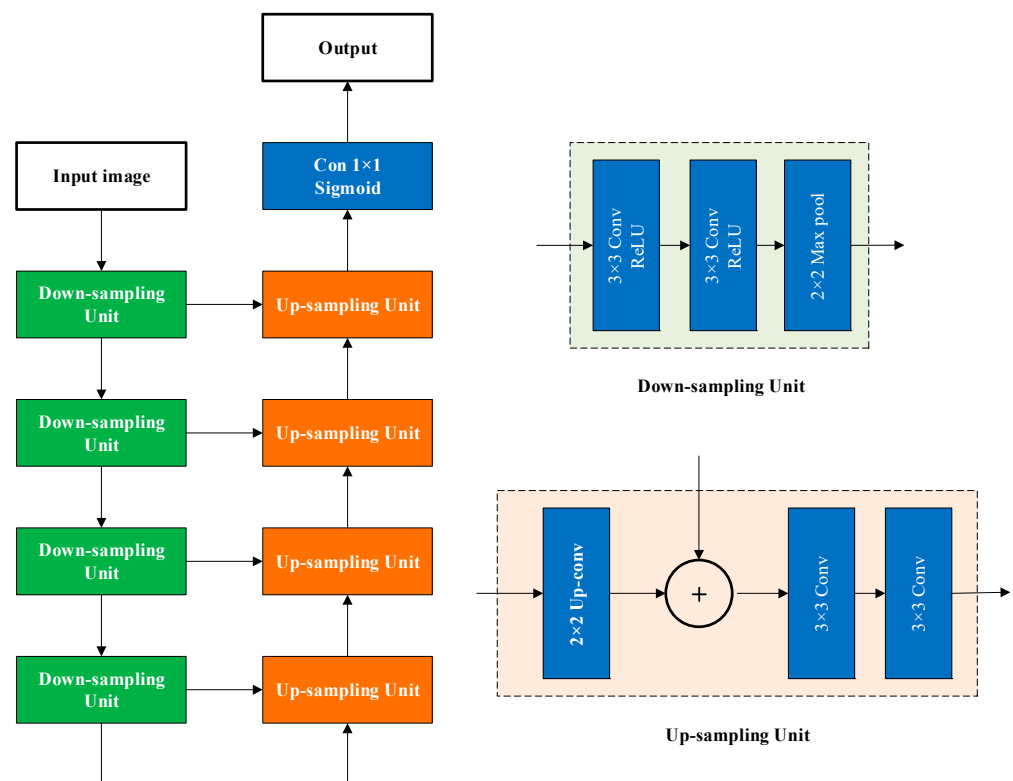 Output
Input image
Con 1×1
Sigmoid
Down-sampling
Unit
Up-sampling Unit
Down-sampling
Unit
Up-sampling Unit
Down-sampling
Unit
Up-sampling Unit
Down-sampling
Unit
Up-sampling Unit
3×3 Conv
ReLU
3×3 Conv
ReLU
2×2 Max pool
Down-sampling Unit
2×2 Up-conv
+
3×3 Conv
3×3 Conv
Up-sampling Unit